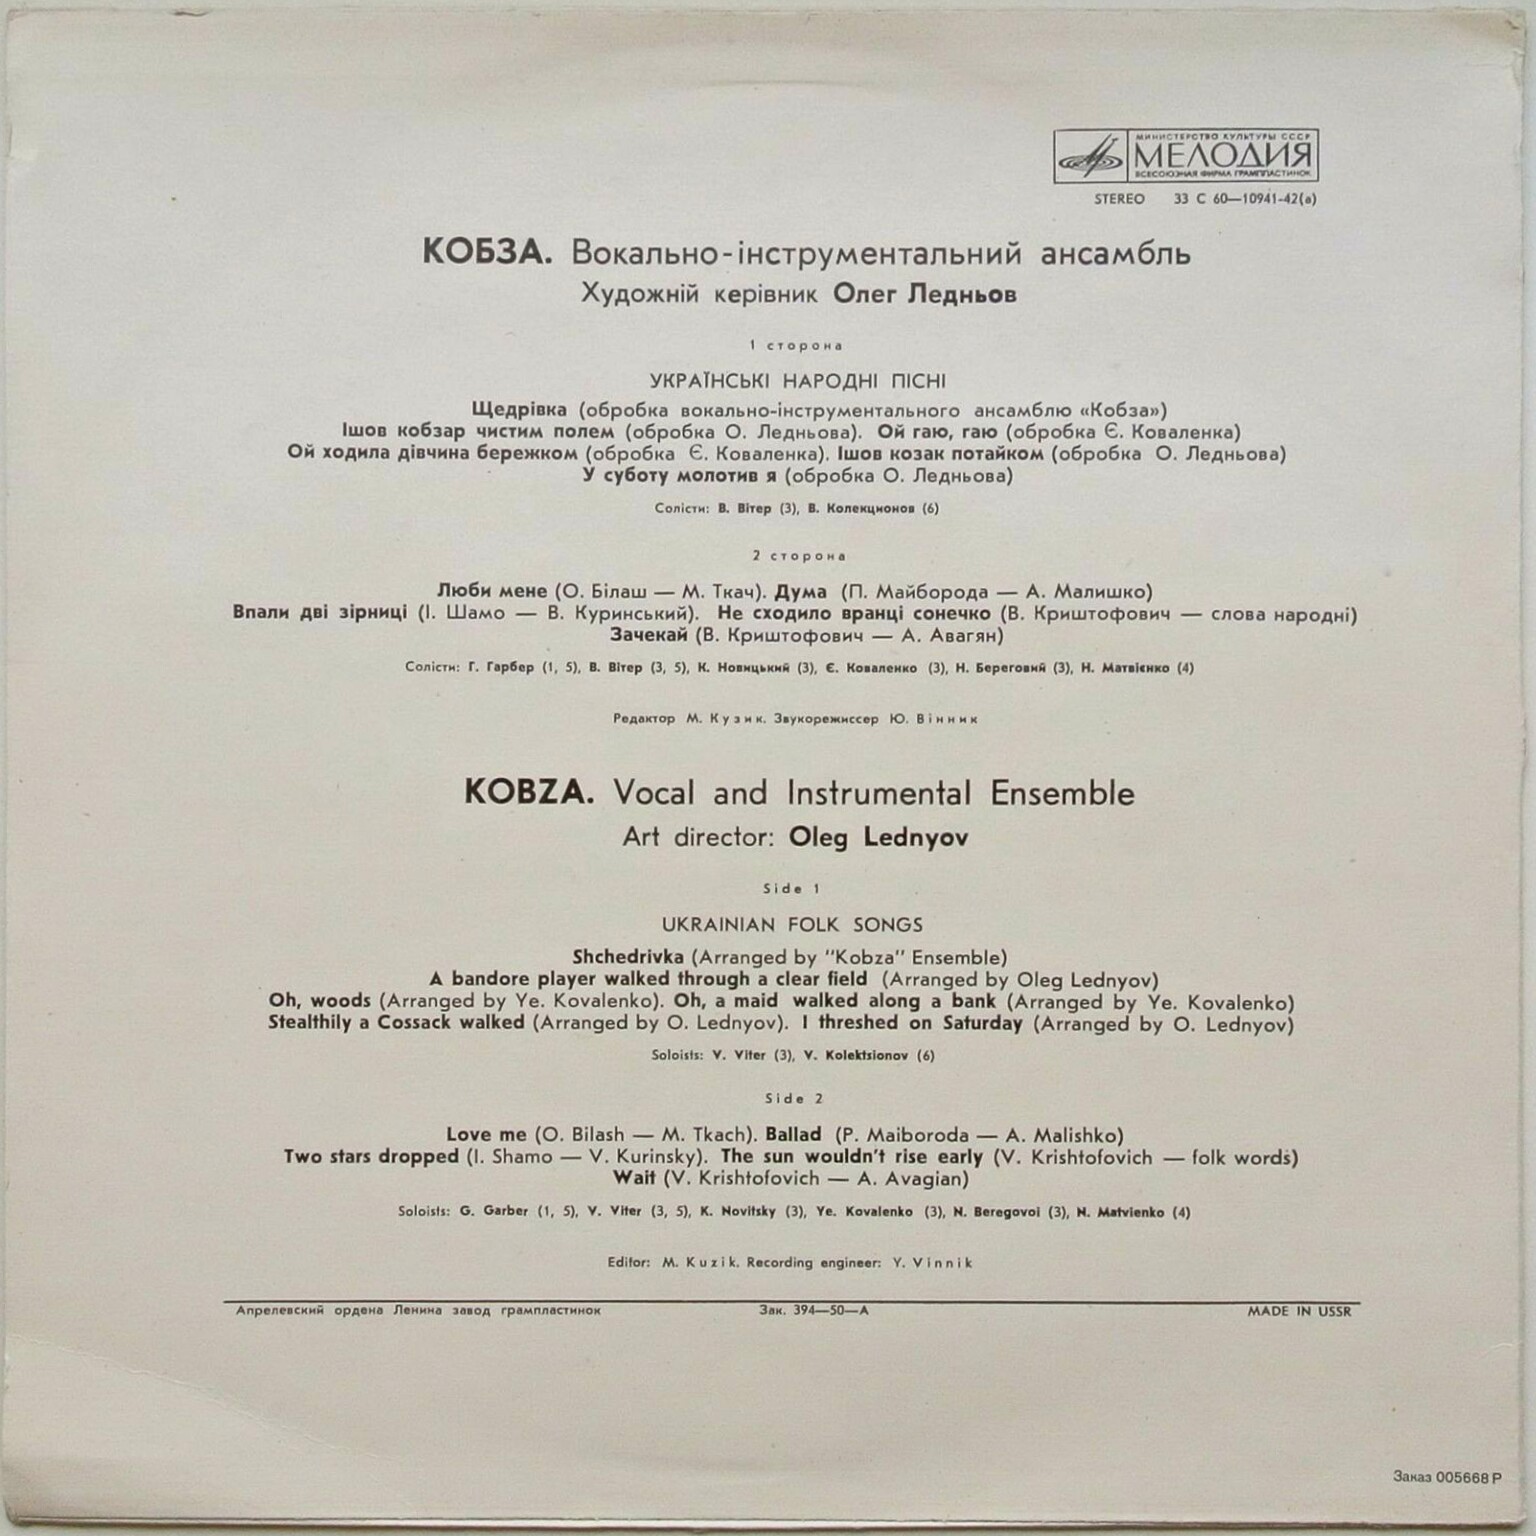 МИНИСТЕРСТВО КУЛЬТУРЫ СССР
МЕЛОДИЯ
ВСЕСОЮЗНАЯ ФИРМА ГРАМПЛАСТИНОК
STEREO 33 С 60—10941-42(а)
КОБЗА. Вокально-інструментальний ансамбль
Художній керівник Олег Ледньов
1 сторона
УКРАЇНСЬКІ НАРОДНІ ПІСНІ
Щедрівка (обробка вокально-інструментального ансамблю «Кобза»)
Ішов кобзар чистим полем (обробка О. Ледньова). Ой гаю, гаю (обробка Є. Коваленка)
Ой ходила дівчина бережком (обробка Є. Коваленка). Ішов козак потайком (обробка О. Ледньова)
У суботу молотив я (обробка О. Ледньова)
Солісти: В. Вітер (3), В. Колекционов (6)
2 сторона
Люби мене (О. Білаш — М. Ткач). Дума (П. Майборода — А. Малишко)
Впали дві зірниці (І. Шамо — В. Куринський). Не сходило вранці сонечко (В. Криштофович — слова народні)
Зачекай (В. Криштофович — А. Авагян)
Солісти: Г. Гарбер (1, 5), В. Вітер (3, 5), К. Новицький (3), Є. Коваленко (3), Н. Береговий (3), Н. Матвієнко (4)
Редактор М. Кузик. Звукорежиссер Ю. Вінник
KOBZA. Vocal and Instrumental Ensemble
Art director: Oleg Lednyov
Side 1
UKRAINIAN FOLK SONGS
Shchedrivka (Arranged by "Kobza" Ensemble)
A bandore player walked through a clear field (Arranged by Oleg Lednyov)
Oh, woods (Arranged by Ye. Kovalenko). Oh, a maid walked along a bank (Arranged by Ye. Kovalenko)
Stealthily a Cossack walked (Arranged by O. Lednyov). I threshed on Saturday (Arranged by O. Lednyov)
Soloists: V. Viter (3), V. Kolektsionov (6)
Side 2
Love me (O. Bilash — M. Tkach). Ballad (P. Maiboroda — A. Malishko)
Two stars dropped (I. Shamo — V. Kurinsky). The sun wouldn't rise early (V. Krishtofovich — folk words)
Wait (V. Krishtofovich — A. Avagian)
Soloists: G. Garber (1, 5), V. Viter (3, 5), K. Novitsky (3), Ye. Kovalenko (3), N. Beregovoi (3), N. Matvienko (4)
Editor: M. Kuzik. Recording engineer: Y. Vinnik
Апрелевский ордена Ленина завод грампластинок Зак. 394—50—А MADE IN USSR
Заказ 005668 Р